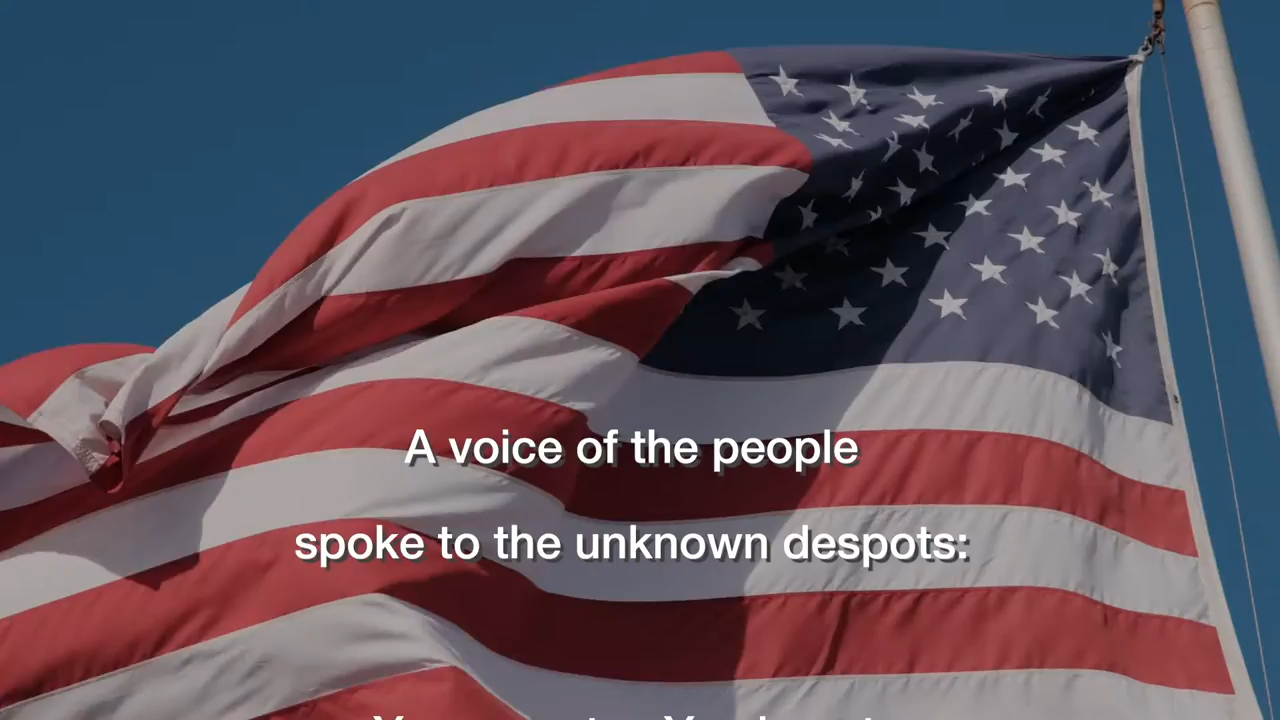 A voice of the people
spoke to the unknown despots: